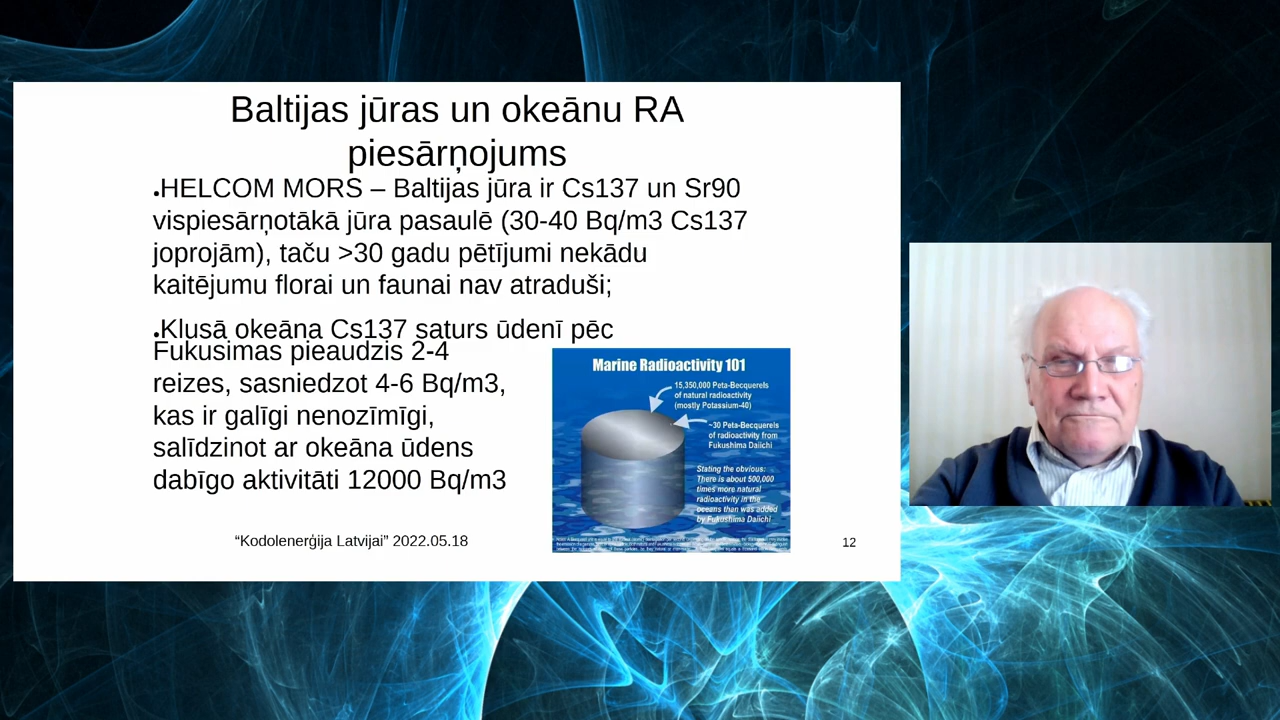 Baltijas jūras un okeānu RA
piesārņojums
•HELCOM MORS – Baltijas jūra ir Cs137 un Sr90
vispiesārņotākā jūra pasaulē (30-40 Bq/m3 Cs137
joprojām), taču >30 gadu pētījumi nekādu
kaitējumu florai un faunai nav atraduši;
•Klusā okeāna Cs137 saturs ūdenī pēc
Fukusimas pieaudzis 2-4
reizes, sasniedzot 4-6 Bq/m3,
kas ir galīgi nenozīmīgi,
salīdzinot ar okeāna ūdens
dabīgo aktivitāti 12000 Bq/m3
Marine Radioactivity 101
15,350,000 Peta-Becquerels
of natural radioactivity
(mostly Potassium-40)
~30 Peta-Becquerels
of radioactivity from
Fukushima Daiichi
Stating the obvious:
There is about 500,000
times more natural
radioactivity in the
oceans than was added
by Fukushima Daiichi
“Kodolenerģija Latvijai” 2022.05.18
12